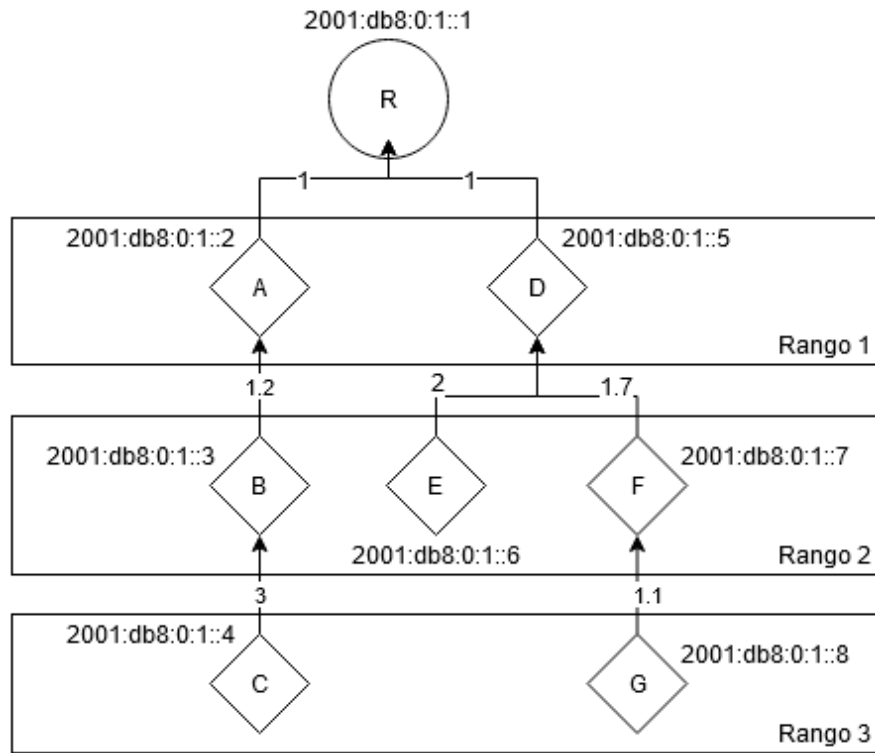 2001:db8:0:1::1
R
1
1
2001:db8:0:1::2
2001:db8:0:1::5
A
D
Rango 1
1.2
2
1.7
2001:db8:0:1::3
2001:db8:0:1::7
B
E
F
2001:db8:0:1::6
Rango 2
3
1.1
2001:db8:0:1::4
2001:db8:0:1::8
C
G
Rango 3